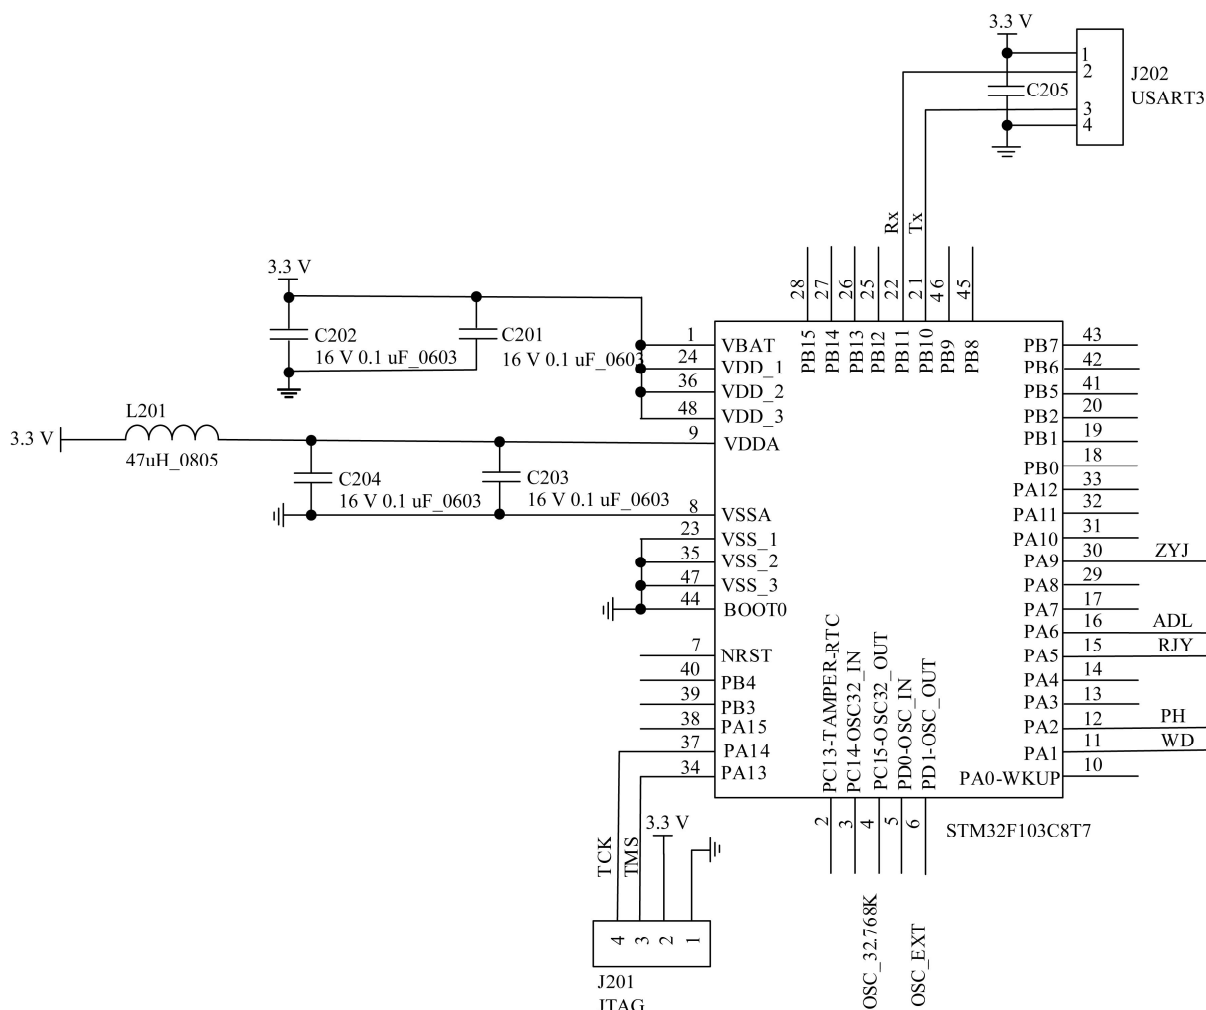 3.3 V
1
2
3
4
J202
USART3
C205
Rx
Tx
28
27
26
25
22
21
46
45
PB15
PB14
PB13
PB12
PB11
PB10
PB9
PB8
3.3 V
C202
16 V 0.1 uF_0603
C201
16 V 0.1 uF_0603
L201
3.3 V
47uH_0805
C204
16 V 0.1 uF_0603
C203
16 V 0.1 uF_0603
1 VBAT
24 VDD_1
36 VDD_2
48 VDD_3
9 VDDA
8 VSSA
23 VSS_1
35 VSS_2
47 VSS_3
44 BOOT0
7 NRST
40 PB4
39 PB3
38 PA15
37 PA14
34 PA13
PB7 43
PB6 42
PB5 41
PB2 20
PB1 19
PB0 18
PA12 33
PA11 32
PA10 31
PA9 30 ZYJ
PA8 29
PA7 17
PA6 16 ADL
PA5 15 RJY
PA4 14
PA3 13
PA2 12 PH
PA1 11 WD
PA0-WKUP 10
PC13-TAMPER-RTC
PC14-OSC32_IN
PC15-OSC32_OUT
PD0-OSC_IN
PD1-OSC_OUT
2
3
4
5
6
STM32F103C8T7
OSC_32.768K
OSC_EXT
TCK
TMS
3.3 V
4
3
2
1
J201
JTAG